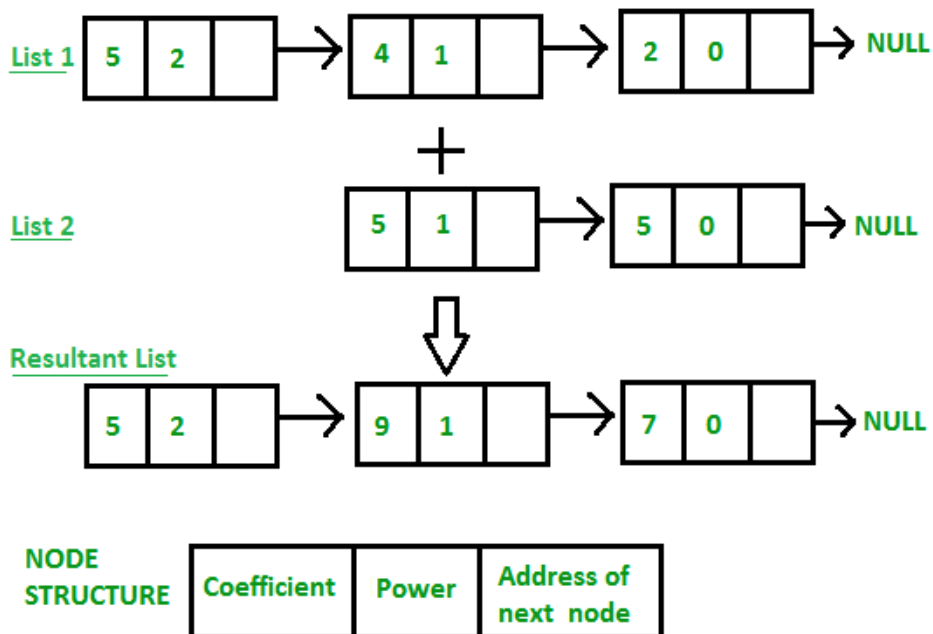 List 1 5 2 4 1 2 0 NULL
+
List 2 5 1 5 0 NULL
Resultant List
5 2 9 1 7 0 NULL
NODE
STRUCTURE
Coefficient
Power
Address of
next node